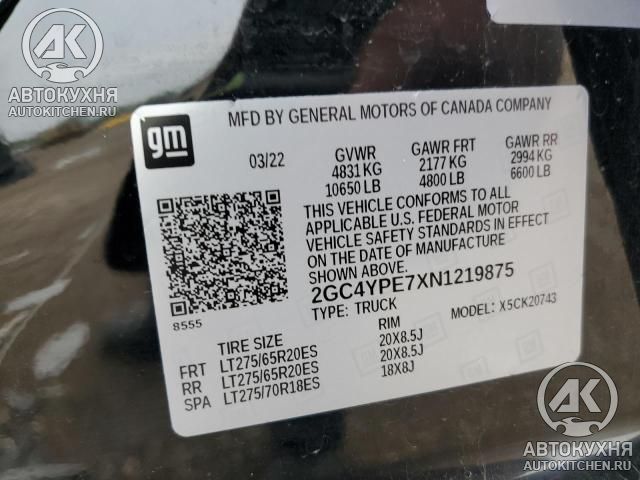 AK
АВТОКУХНЯ
AUTOKITCHEN.RU
MFD BY GENERAL MOTORS OF CANADA COMPANY
gm
03/22 GVWR GAWR FRT GAWR RR
4831 KG 2177 KG 2994 KG
10650 LB 4800 LB 6600 LB
THIS VEHICLE CONFORMS TO ALL
APPLICABLE U.S. FEDERAL MOTOR
VEHICLE SAFETY STANDARDS IN EFFECT
ON THE DATE OF MANUFACTURE
SHOWN ABOVE.
2GC4YPE7XN1219875
8555 TYPE: TRUCK MODEL: X5CK20743
TIRE SIZE RIM
FRT LT275/65R20ES 20X8.5J
RR LT275/65R20ES 20X8.5J
SPA LT275/70R18ES 18X8J
AK
АВТОКУХНЯ
AUTOKITCHEN.RU